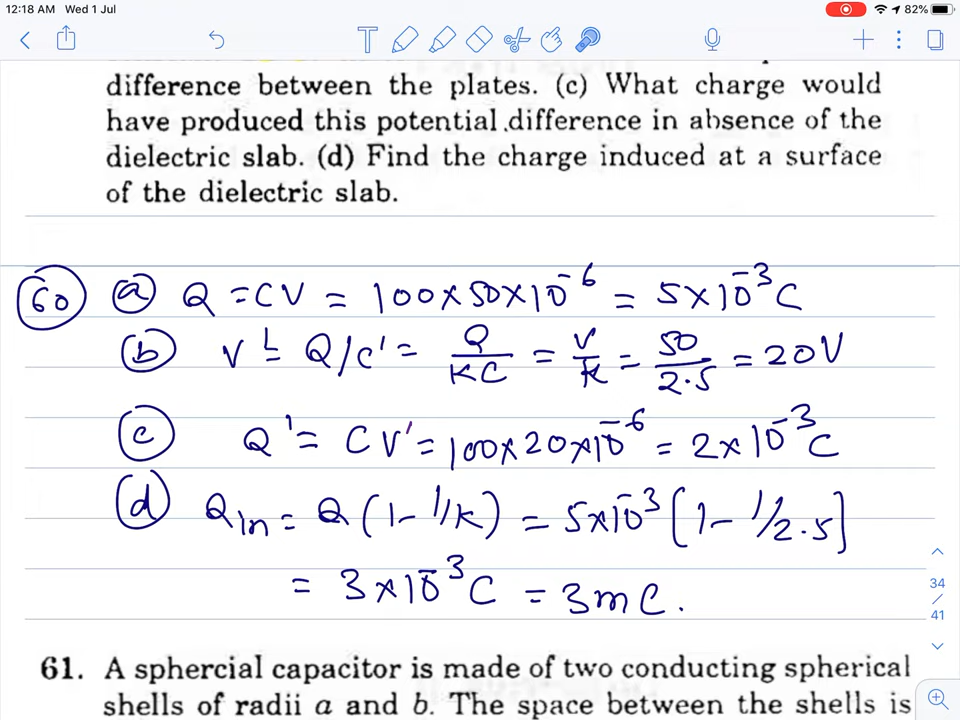 12:18 AM Wed 1 Jul 82%
T
difference between the plates. (c) What charge would
have produced this potential difference in absence of the
dielectric slab. (d) Find the charge induced at a surface
of the dielectric slab.
60 (a) Q = CV = 100 × 50 × 10⁻⁶ = 5 × 10⁻³ C
(b) V' = Q/C' = Q/KC = V/K = 50/2.5 = 20V
(c) Q' = CV' = 100 × 20 × 10⁻⁶ = 2 × 10⁻³ C
(d) Qin = Q (1 - 1/K) = 5 × 10⁻³ [1 - 1/2.5]
= 3 × 10⁻³ C = 3mC.
34
/
41
61. A sphercial capacitor is made of two conducting spherical
shells of radii a and b. The space between the shells is